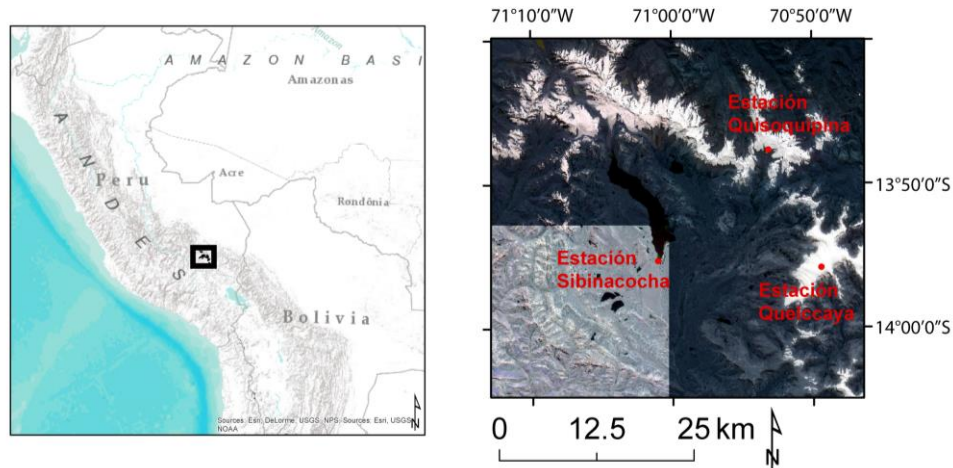 AMAZON BASI
Amazon
Amazonas
ANDES
Peru
Acre
Rondônia
Bolivia
Sources: Esri, DeLorme, USGS, NPS, Sources: Esri, USGS,
NOAA
N
71°10'0"W 71°00'0"W 70°50'0"W
Estación
Quisoquipina
13°50'0"S
Estación
Sibinacocha
Estación
Quelccaya
14°00'0"S
0 12.5 25 km
N